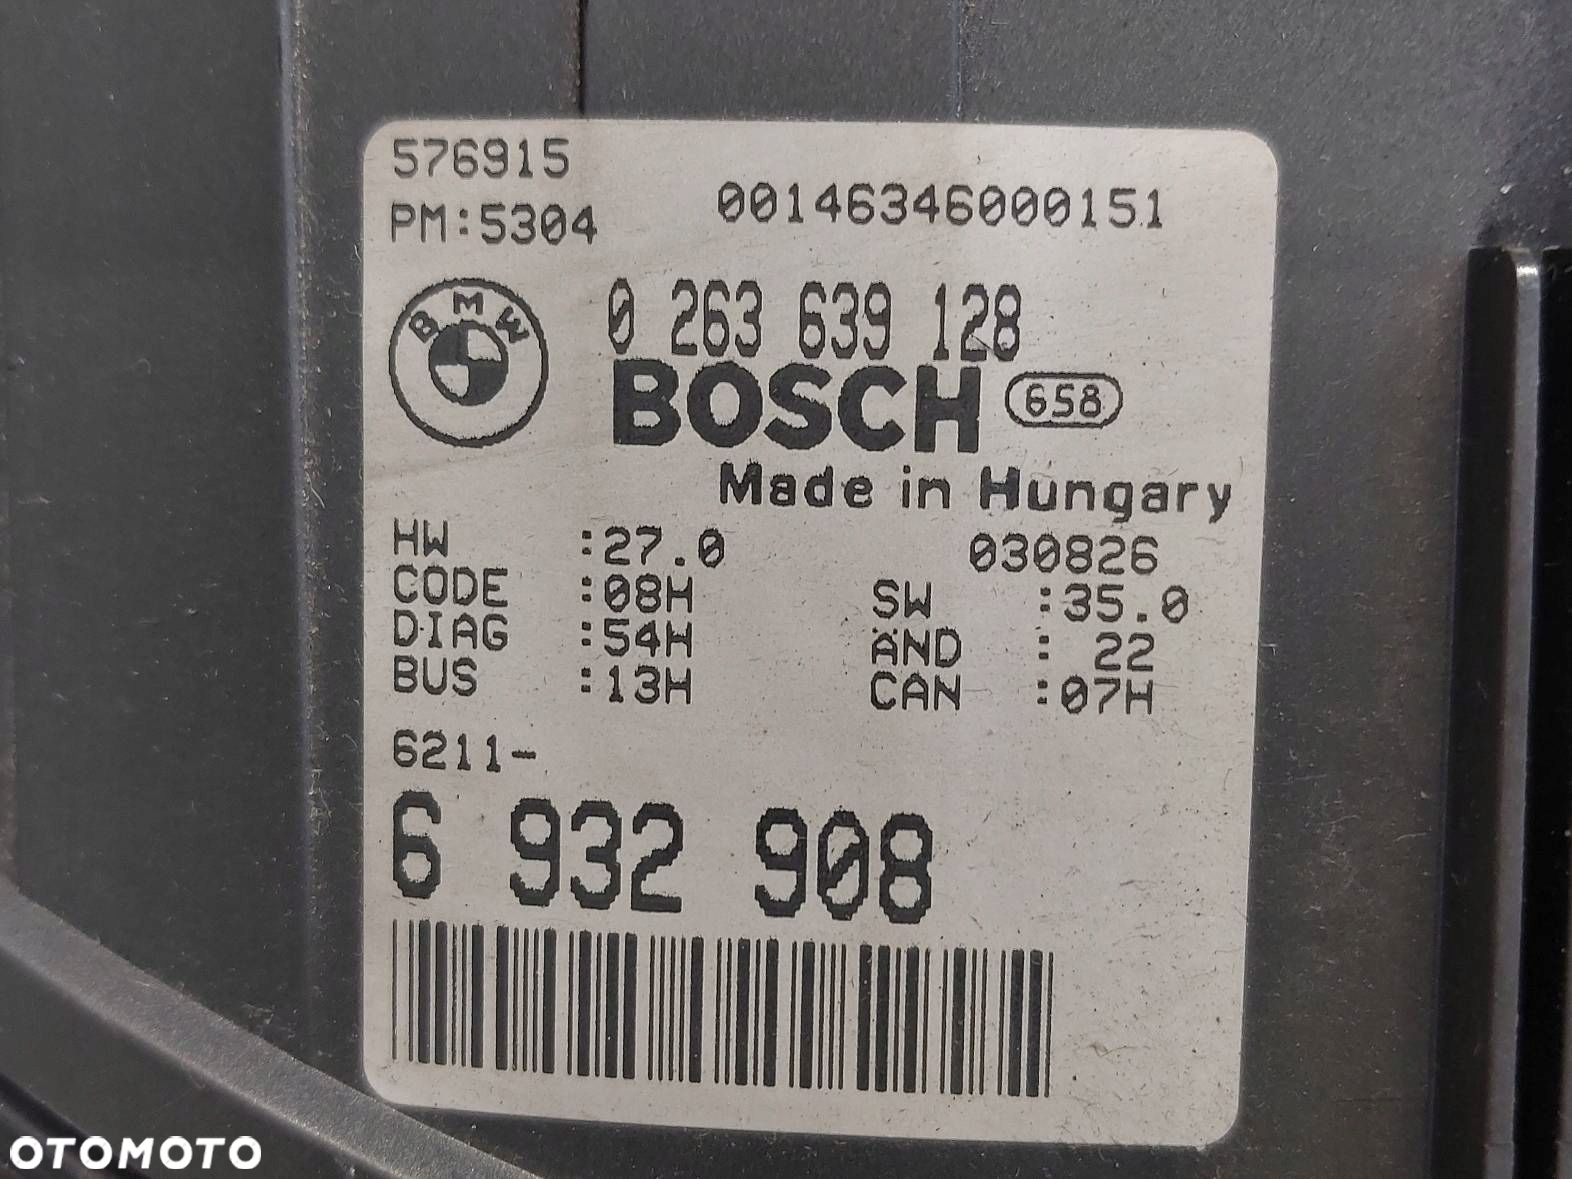 576915
PM:5304
00146346000151
BMW
0 263 639 128
BOSCH 658
Made in Hungary
HW :27.0 030826
CODE :08H SW :35.0
DIAG :54H ÄND : 22
BUS :13H CAN :07H
6211-
6 932 908
OTOMOTO